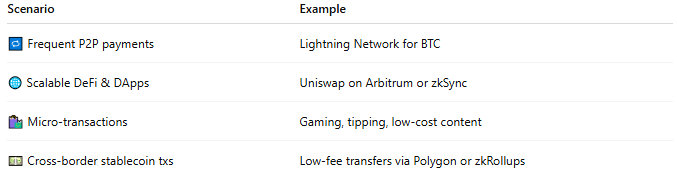 Scenario Example
Frequent P2P payments Lightning Network for BTC
Scalable DeFi & DApps Uniswap on Arbitrum or zkSync
Micro-transactions Gaming, tipping, low-cost content
Cross-border stablecoin txs Low-fee transfers via Polygon or zkRollups